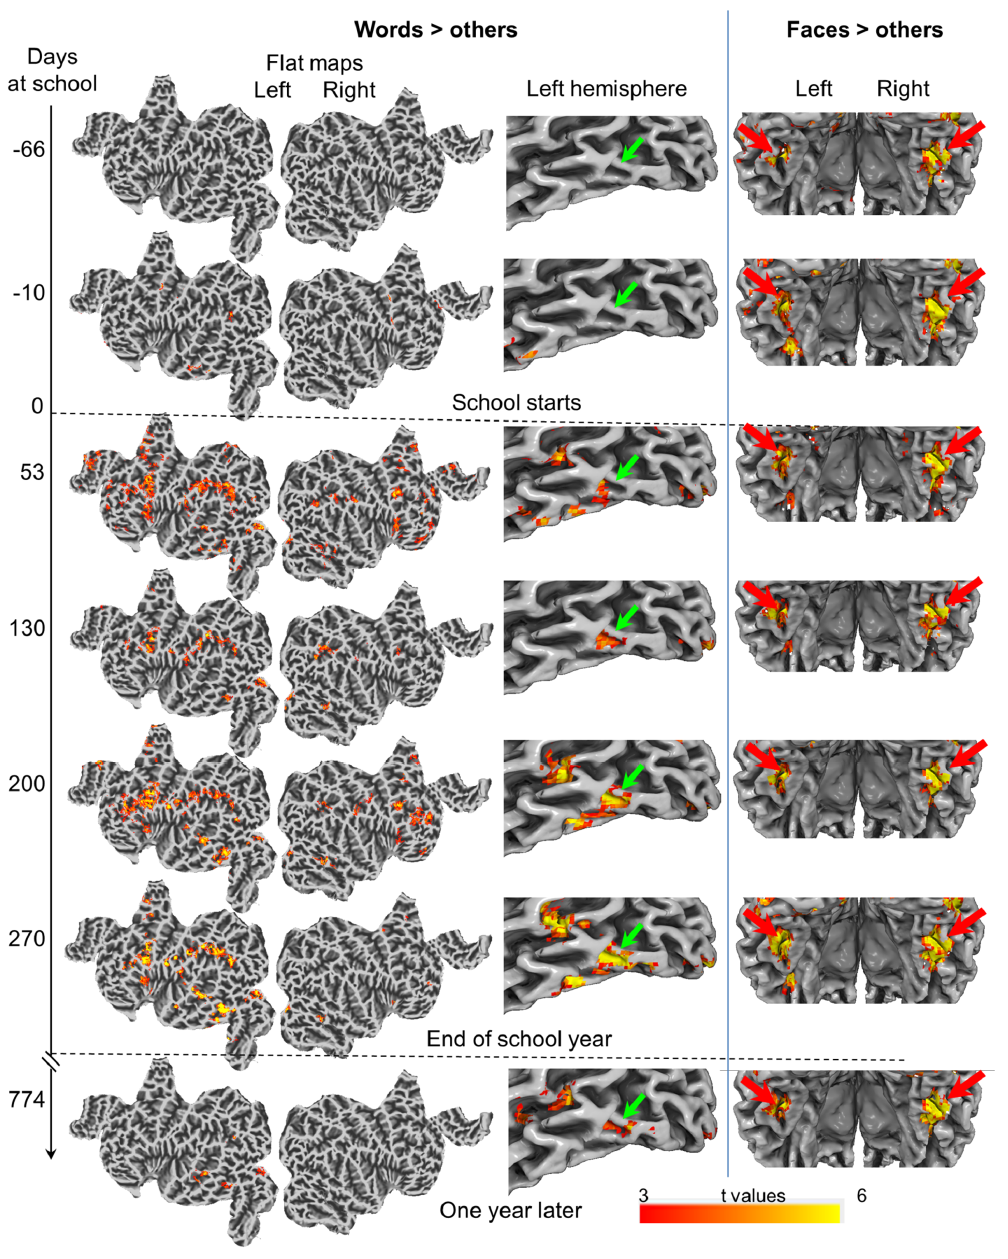 Words > others
Faces > others
Days
at school
Flat maps
Left Right
Left hemisphere
Left Right
-66
-10
0
School starts
53
130
200
270
End of school year
774
One year later
3 t values 6